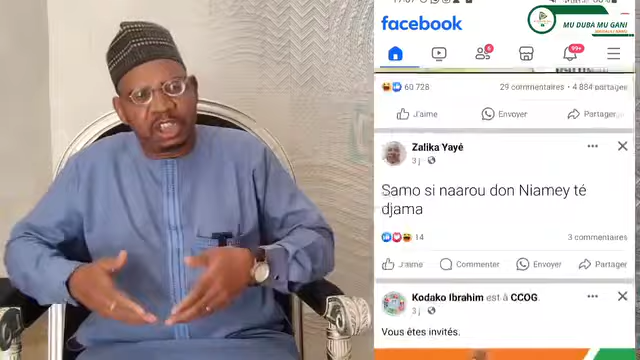 MU DUBA MU GANI
facebook
6
99+
60 728
29 commentaires • 4 884 partages
J'aime
Envoyer
Partager
Zalika Yayé
3 j
Samo si naarou don Niamey té
djama
14
3 commentaires
J'aime
Commenter
Envoyer
Partager
Kodako Ibrahim est à CCOG.
3 j
Vous êtes invités.